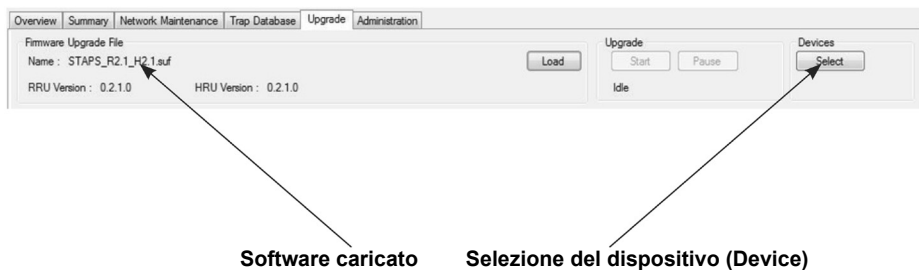 Overview Summary Network Maintenance Trap Database Upgrade Administration
Firmware Upgrade File
Name : STAPS_R2.1_H2.1.suf
Load
RRU Version : 0.2.1.0 HRU Version : 0.2.1.0
Upgrade
Start Pause
Idle
Devices
Select
Software caricato
Selezione del dispositivo (Device)